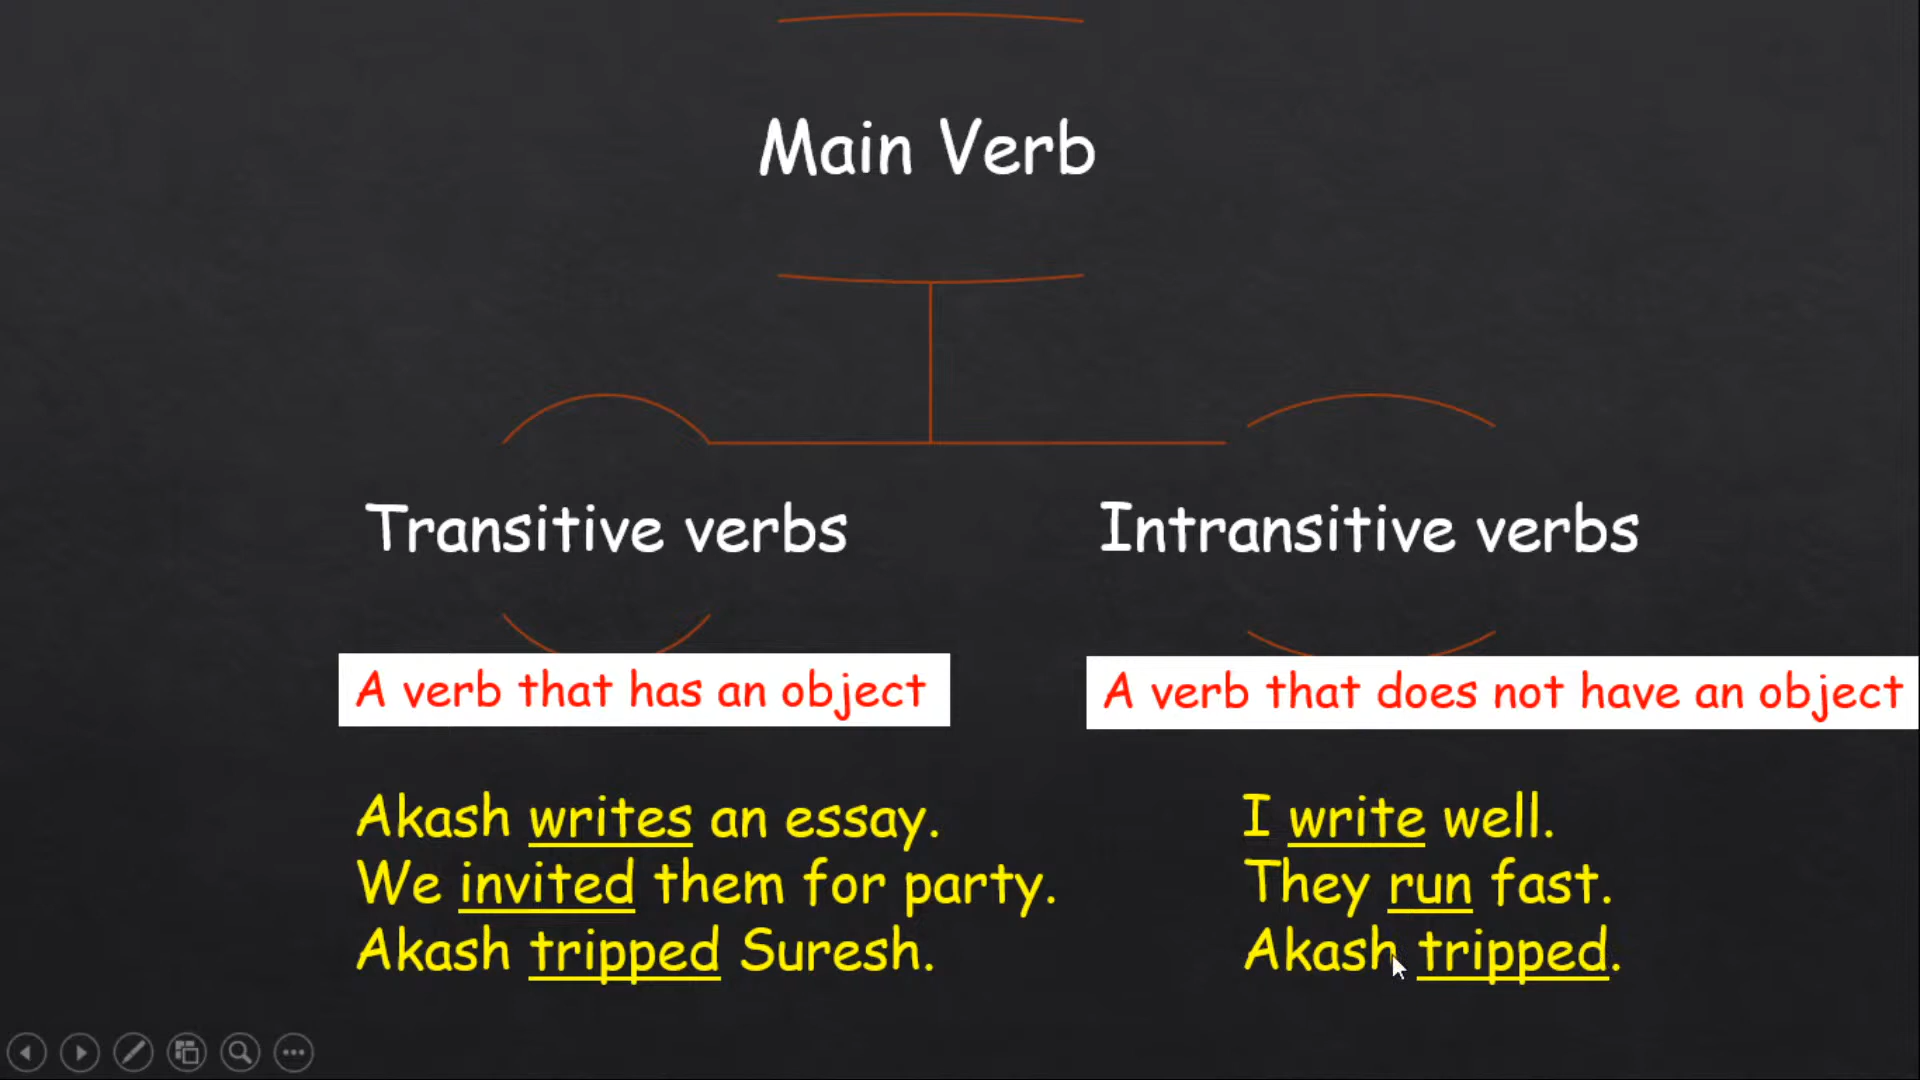 Main Verb
Transitive verbs
Intransitive verbs
A verb that has an object
A verb that does not have an object
Akash writes an essay.
We invited them for party.
Akash tripped Suresh.
I write well.
They run fast.
Akash tripped.